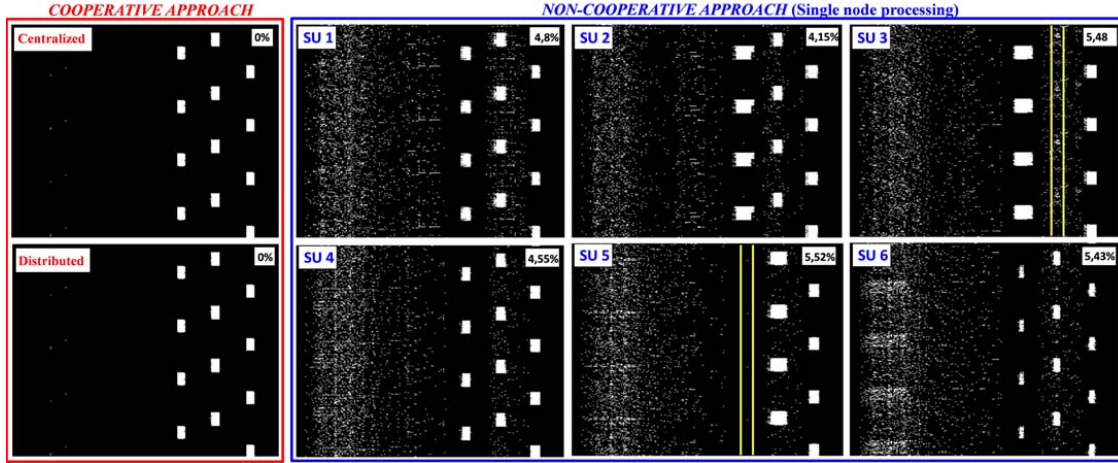 COOPERATIVE APPROACH
NON-COOPERATIVE APPROACH (Single node processing)
Centralized
0%
SU 1
4,8%
SU 2
4,15%
SU 3
5,48
Distributed
0%
SU 4
4,55%
SU 5
5,52%
SU 6
5,43%